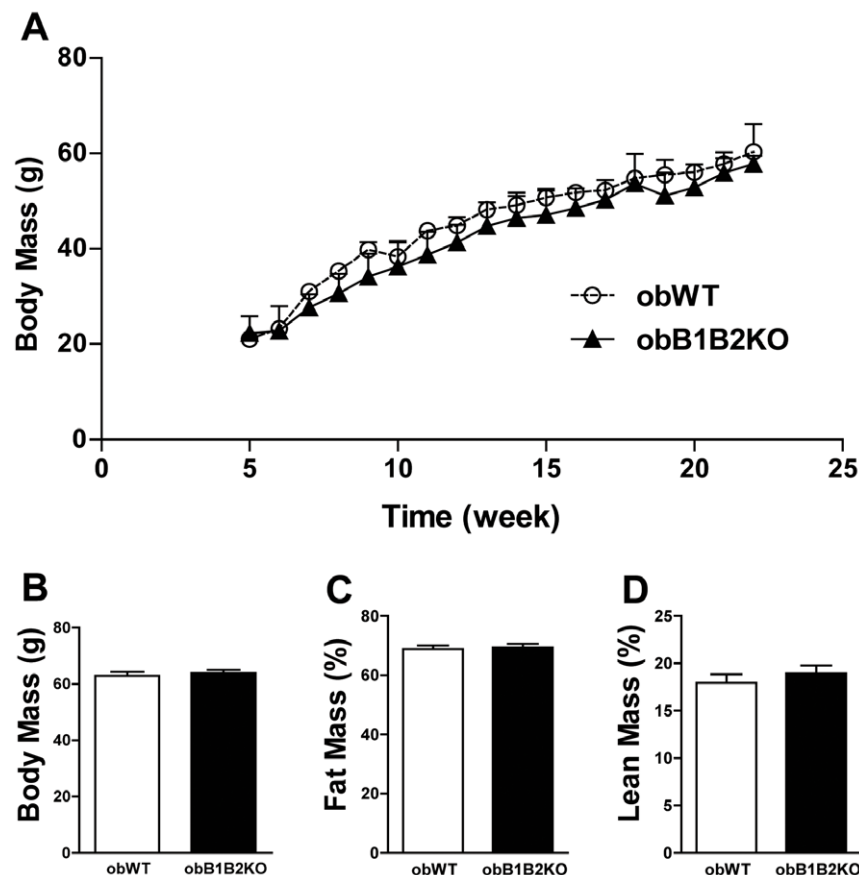 A
Body Mass (g)
80
60
40
20
0
0 5 10 15 20 25
Time (week)
obWT
obB1B2KO
B
Body Mass (g)
80
60
40
20
0
obWT obB1B2KO
C
Fat Mass (%)
80
60
40
20
0
obWT obB1B2KO
D
Lean Mass (%)
25
20
15
10
5
0
obWT obB1B2KO